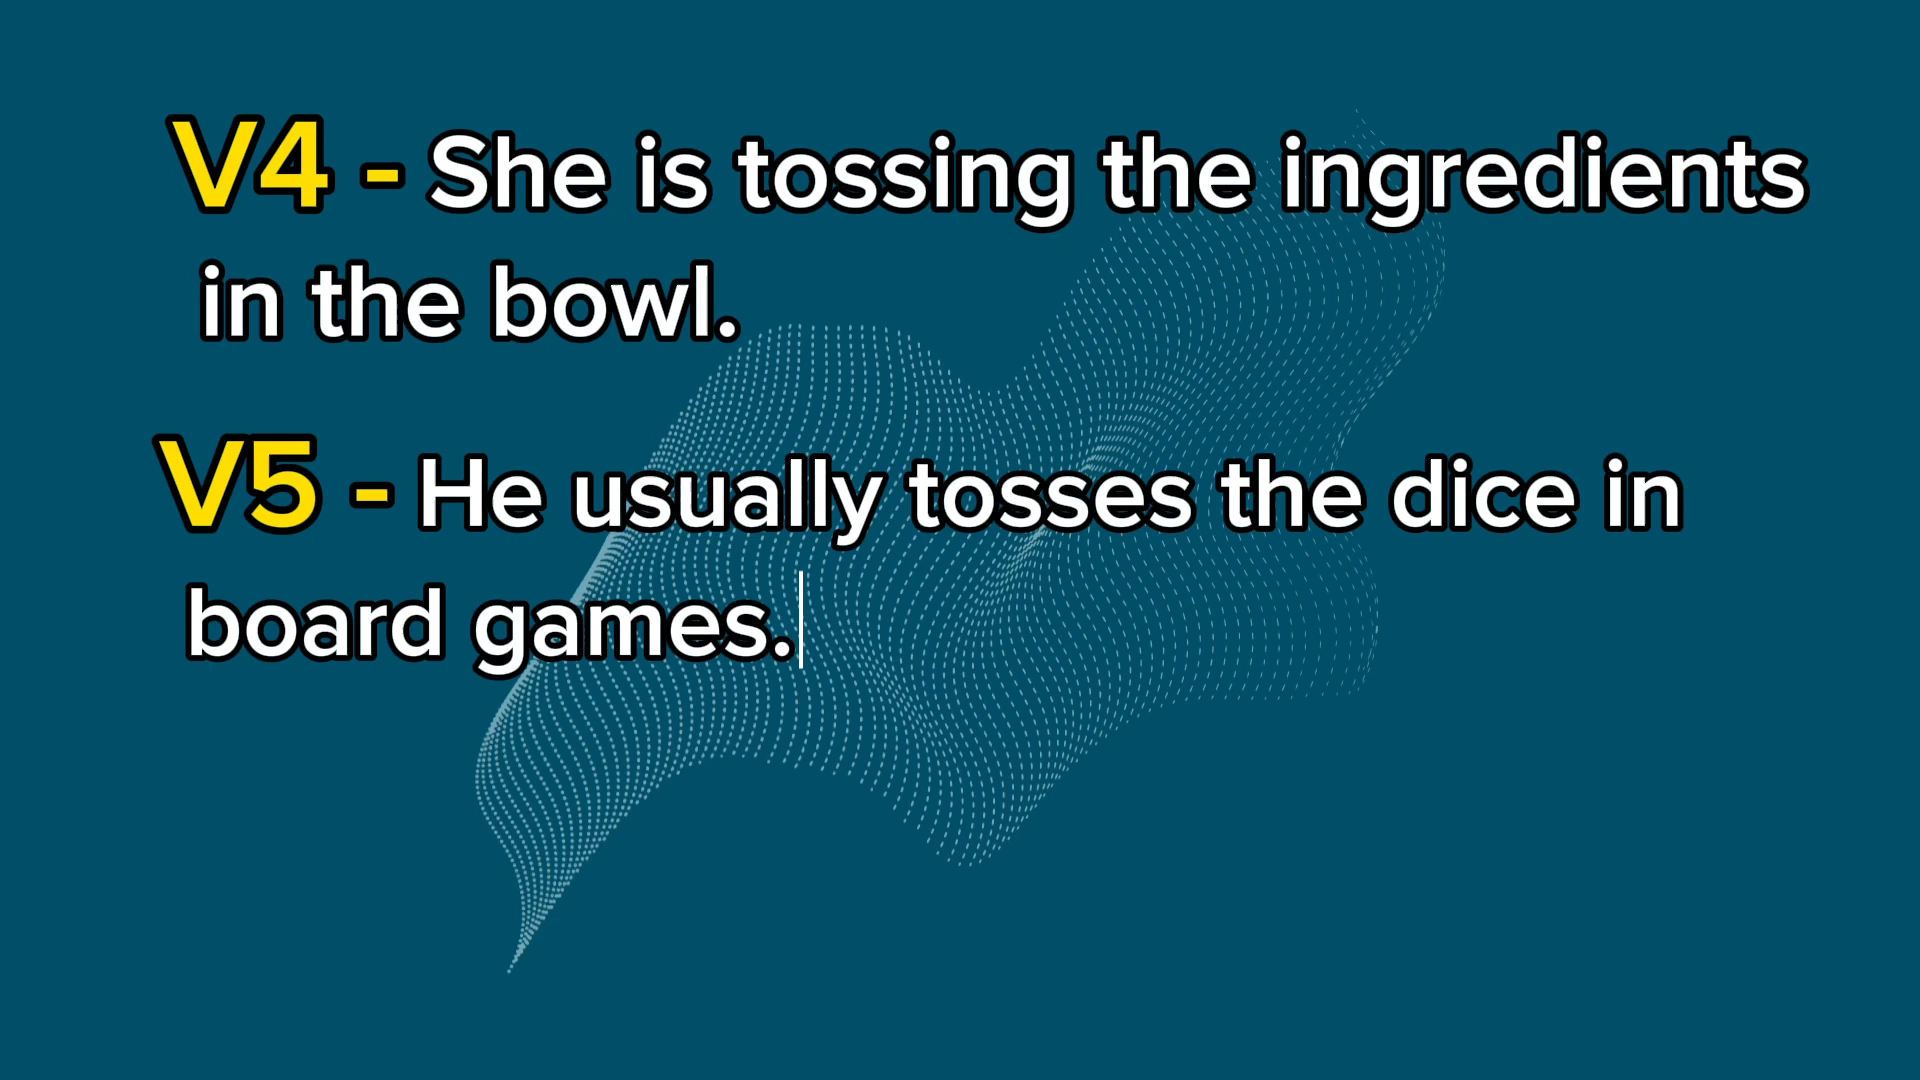 V4 - She is tossing the ingredients
in the bowl.
V5 - He usually tosses the dice in
board games.